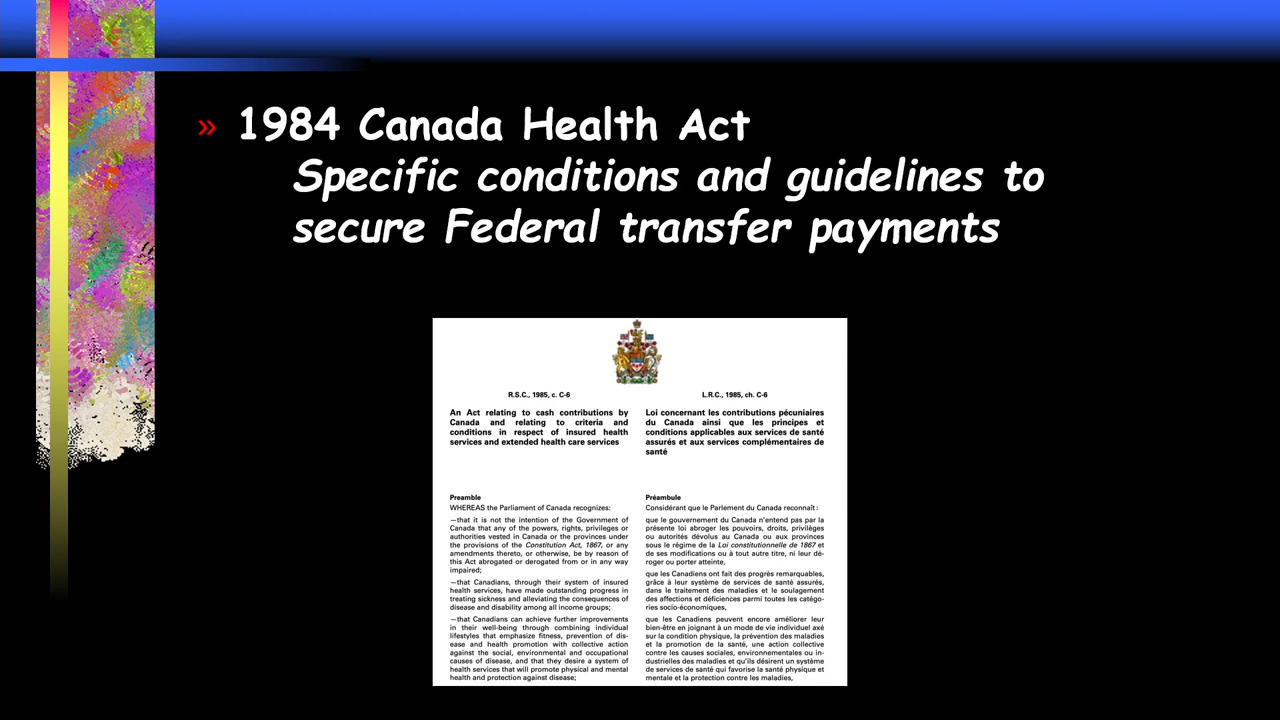 » 1984 Canada Health Act
Specific conditions and guidelines to
secure Federal transfer payments
R.S.C., 1985, c. C-6
An Act relating to cash contributions by
Canada and relating to criteria and
conditions in respect of insured health
services and extended health care services
Preamble
WHEREAS the Parliament of Canada recognizes:
—that it is not the intention of the Government of
Canada that any of the powers, rights, privileges or
authorities vested in Canada or the provinces under
the provisions of the Constitution Act, 1867, or any
amendments thereto, or otherwise, be by reason of
this Act abrogated or derogated from or in any way
impaired;
—that Canadians, through their system of insured
health services, have made outstanding progress in
treating sickness and alleviating the consequences of
disease and disability among all income groups;
—that Canadians can achieve further improvements
in their well-being through combining individual
lifestyles that emphasize fitness, prevention of dis-
ease and health promotion with collective action
against the social, environmental and occupational
causes of disease, and that they desire a system of
health services that will promote physical and mental
health and protection against disease;
L.R.C., 1985, ch. C-6
Loi concernant les contributions pécuniaires
du Canada ainsi que les principes et
conditions applicables aux services de santé
assurés et aux services complémentaires de
santé
Préambule
Considérant que le Parlement du Canada reconnaît :
que le gouvernement du Canada n'entend pas par la
présente loi abroger les pouvoirs, droits, privilèges
ou autorités dévolus au Canada ou aux provinces
sous le régime de la Loi constitutionnelle de 1867 et
de ses modifications ou à tout autre titre, ni leur dé-
roger ou porter atteinte,
que les Canadiens ont fait des progrès remarquables,
grâce à leur système de services de santé assurés,
dans le traitement des maladies et le soulagement
des affections et déficiences parmi toutes les catégo-
ries socio-économiques,
que les Canadiens peuvent encore améliorer leur
bien-être en joignant à un mode de vie individuel axé
sur la condition physique, la prévention des maladies
et la promotion de la santé, une action collective
contre les causes sociales, environnementales ou in-
dustrielles des maladies et qu'ils désirent un système
de services de santé qui favorise la santé physique et
mentale et la protection contre les maladies,